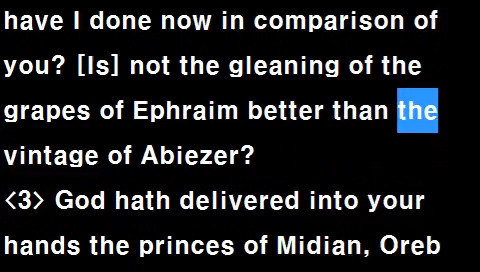 have I done now in comparison of
you? [Is] not the gleaning of the
grapes of Ephraim better than the
vintage of Abiezer?
<3> God hath delivered into your
hands the princes of Midian, Oreb